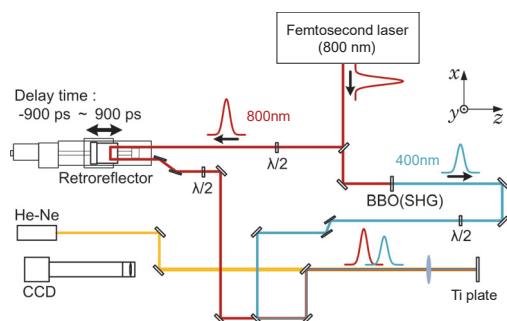 Femtosecond laser
(800 nm)
Delay time :
-900 ps ~ 900 ps
800nm
x
y
z
400nm
λ/2
Retroreflector
λ/2
BBO(SHG)
He-Ne
λ/2
CCD
Ti plate